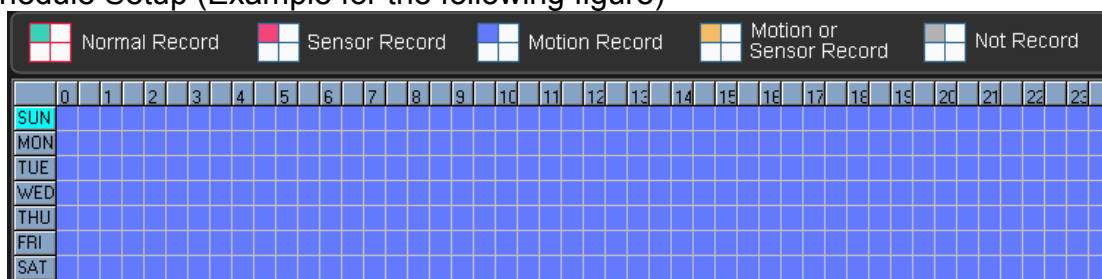 Setup (Example for the following figure)
Normal Record
Sensor Record
Motion Record
Motion or
Sensor Record
Not Record
0 1 2 3 4 5 6 7 8 9 10 11 12 13 14 15 16 17 18 19 20 21 22 23
SUN
MON
TUE
WED
THU
FRI
SAT